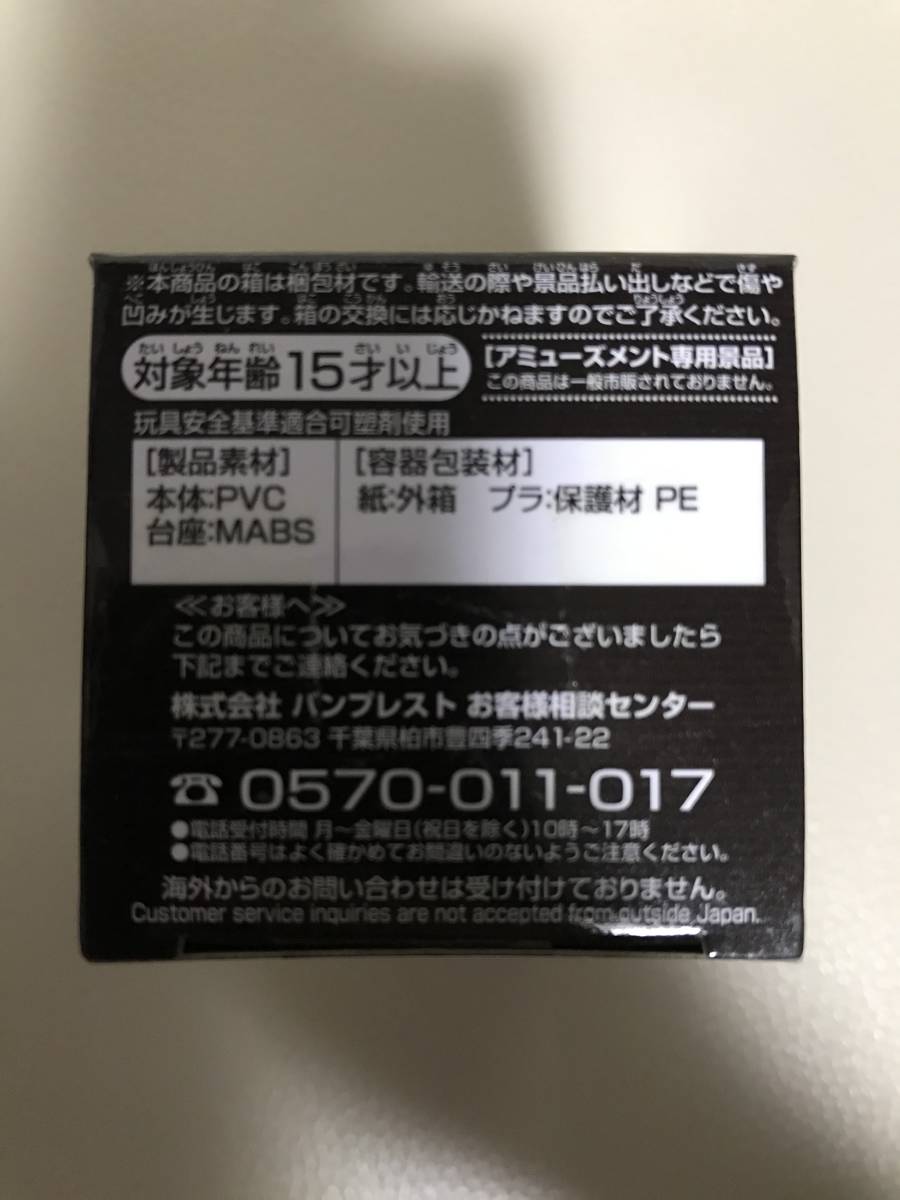 ※本商品の箱は梱包材です。輸送の際や景品払い出しなどで傷や
凹みが生じます。箱の交換には応じかねますのでご了承ください。
対象年齢15才以上
[アミューズメント専用景品]
この商品は一般市販されておりません。
玩具安全基準適合可塑剤使用
[製品素材]
本体:PVC
台座:MABS
[容器包装材]
紙:外箱 プラ:保護材 PE
≪お客様へ≫
この商品についてお気づきの点がございましたら
下記までご連絡ください。
株式会社 バンプレスト お客様相談センター
〒277-0863 千葉県柏市豊四季241-22
☎ 0570-011-017
●電話受付時間 月〜金曜日(祝日を除く)10時〜17時
●電話番号はよく確かめてお間違いのないようご注意ください。
海外からのお問い合わせは受け付けておりません。
Customer service inquiries are not accepted from outside Japan.